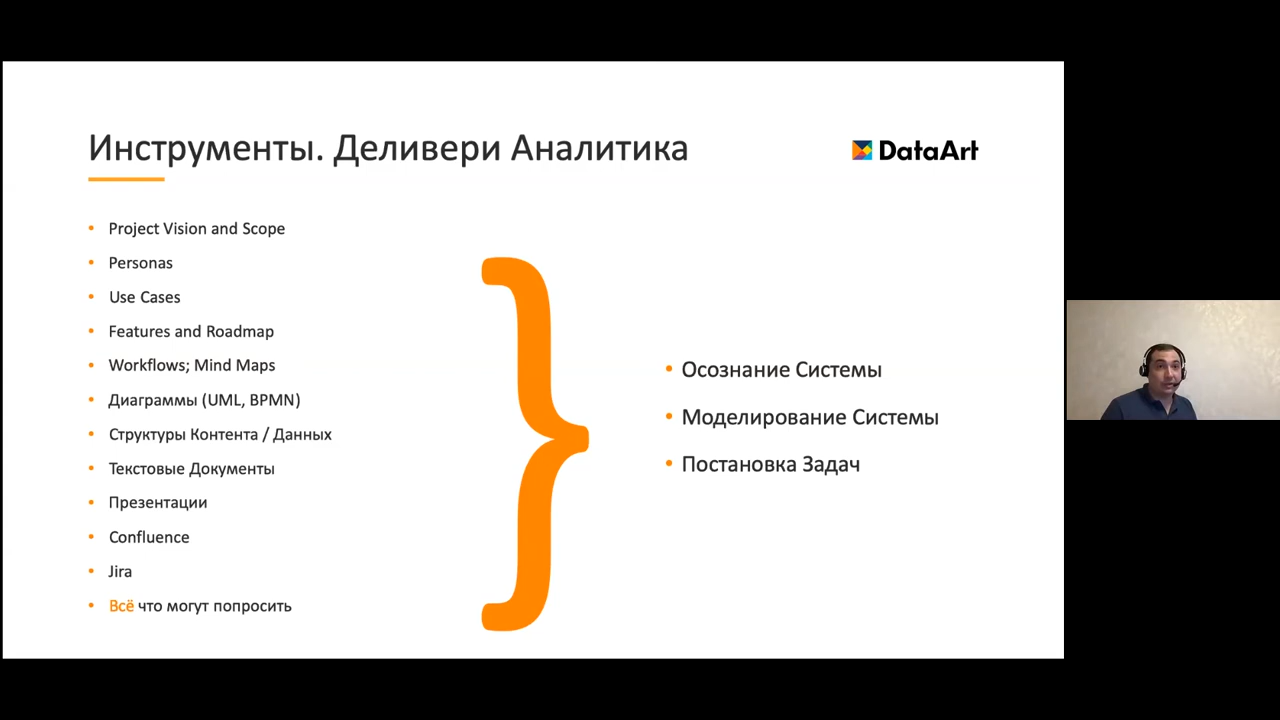 Инструменты. Деливери Аналитика
DataArt
Project Vision and Scope
Personas
Use Cases
Features and Roadmap
Workflows; Mind Maps
Диаграммы (UML, BPMN)
Структуры Контента / Данных
Текстовые Документы
Презентации
Confluence
Jira
Всё что могут попросить
}
Осознание Системы
Моделирование Системы
Постановка Задач